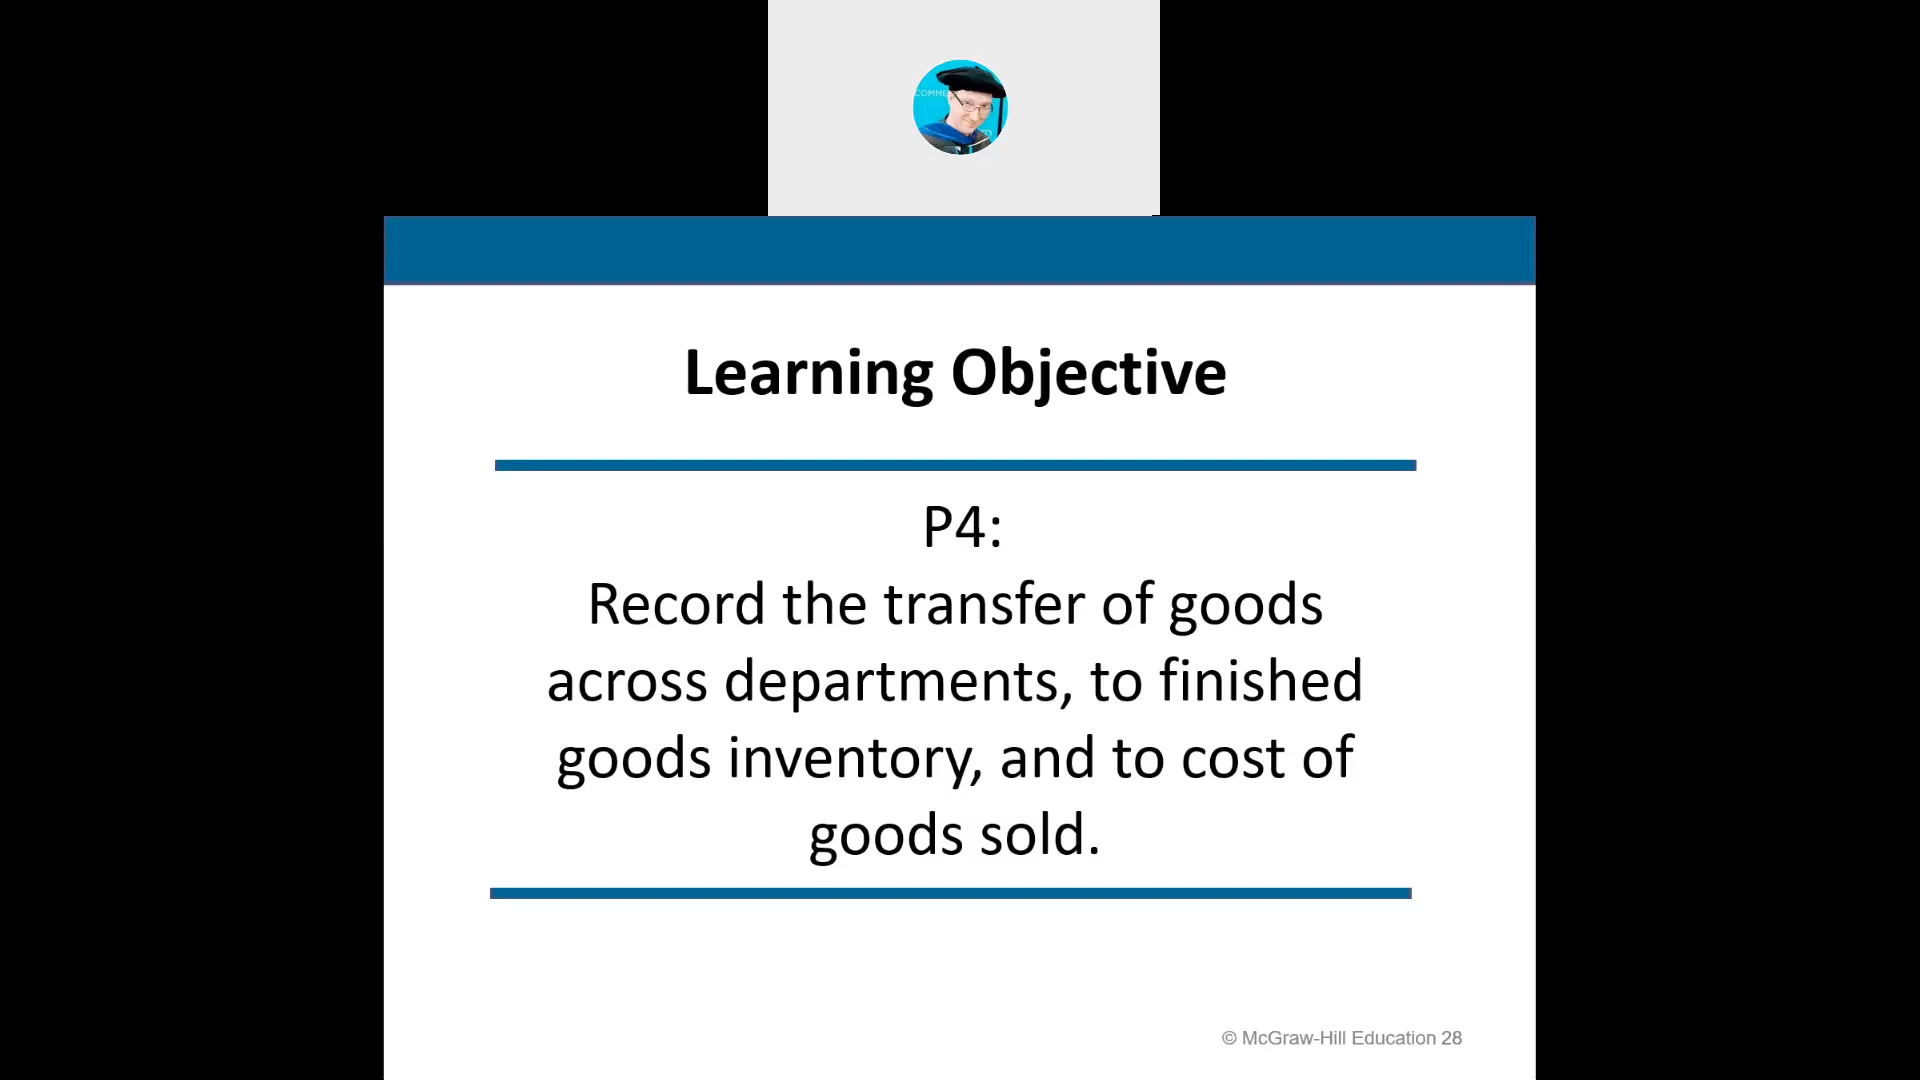 COMME
Learning Objective
P4:
Record the transfer of goods
across departments, to finished
goods inventory, and to cost of
goods sold.
© McGraw-Hill Education 28